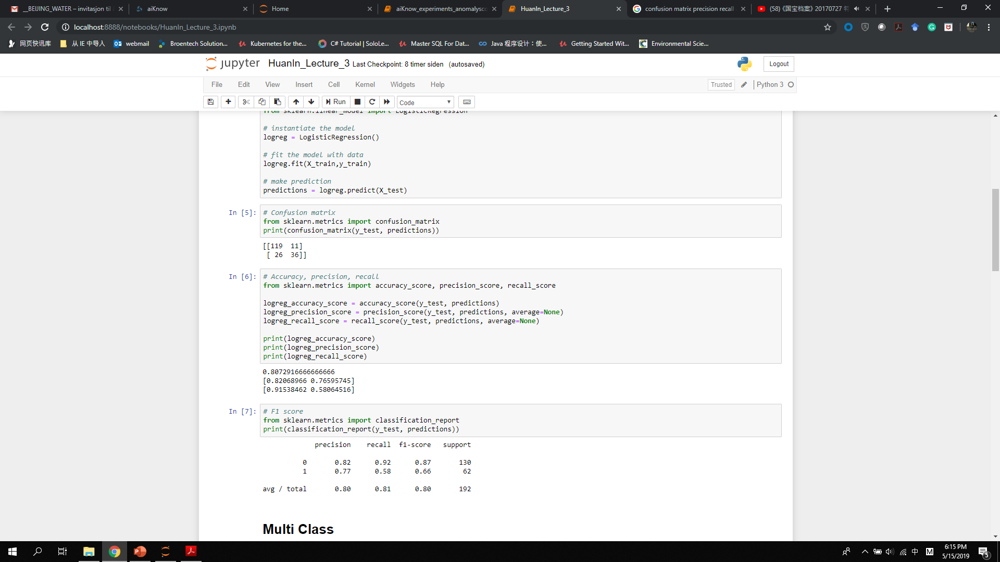 __BEIJING_WATER – invitasjon til
aiKnow
Home
aiKnow_experiments_anomalysc
HuanIn_Lecture_3
confusion matrix precision recall
(58)《国宝档案》20170727
localhost:8888/notebooks/HuanIn_Lecture_3.ipynb
网页快讯库
从 IE 中导入
webmail
Broentech Solution...
Kubernetes for the...
C# Tutorial | SoloLe...
Master SQL For Dat...
Java 程序设计：使...
Getting Started Wit...
Environmental Scie...
jupyter HuanIn_Lecture_3 Last Checkpoint: 8 timer siden (autosaved)
Logout
File Edit View Insert Cell Kernel Widgets Help
Trusted Python 3
Run Code
from sklearn.linear_model import LogisticRegression
# instantiate the model
logreg = LogisticRegression()
# fit the model with data
logreg.fit(X_train,y_train)
# make prediction
predictions = logreg.predict(X_test)
In [5]: # Confusion matrix
from sklearn.metrics import confusion_matrix
print(confusion_matrix(y_test, predictions))
[[119 11]
[ 26 36]]
In [6]: # Accuracy, precision, recall
from sklearn.metrics import accuracy_score, precision_score, recall_score
logreg_accuracy_score = accuracy_score(y_test, predictions)
logreg_precision_score = precision_score(y_test, predictions, average=None)
logreg_recall_score = recall_score(y_test, predictions, average=None)
print(logreg_accuracy_score)
print(logreg_precision_score)
print(logreg_recall_score)
0.8072916666666666
[0.82068966 0.76595745]
[0.91538462 0.58064516]
In [7]: # F1 score
from sklearn.metrics import classification_report
print(classification_report(y_test, predictions))
precision recall f1-score support
0 0.82 0.92 0.87 130
1 0.77 0.58 0.66 62
avg / total 0.80 0.81 0.80 192
Multi Class
中
M
6:15 PM
5/15/2019
5